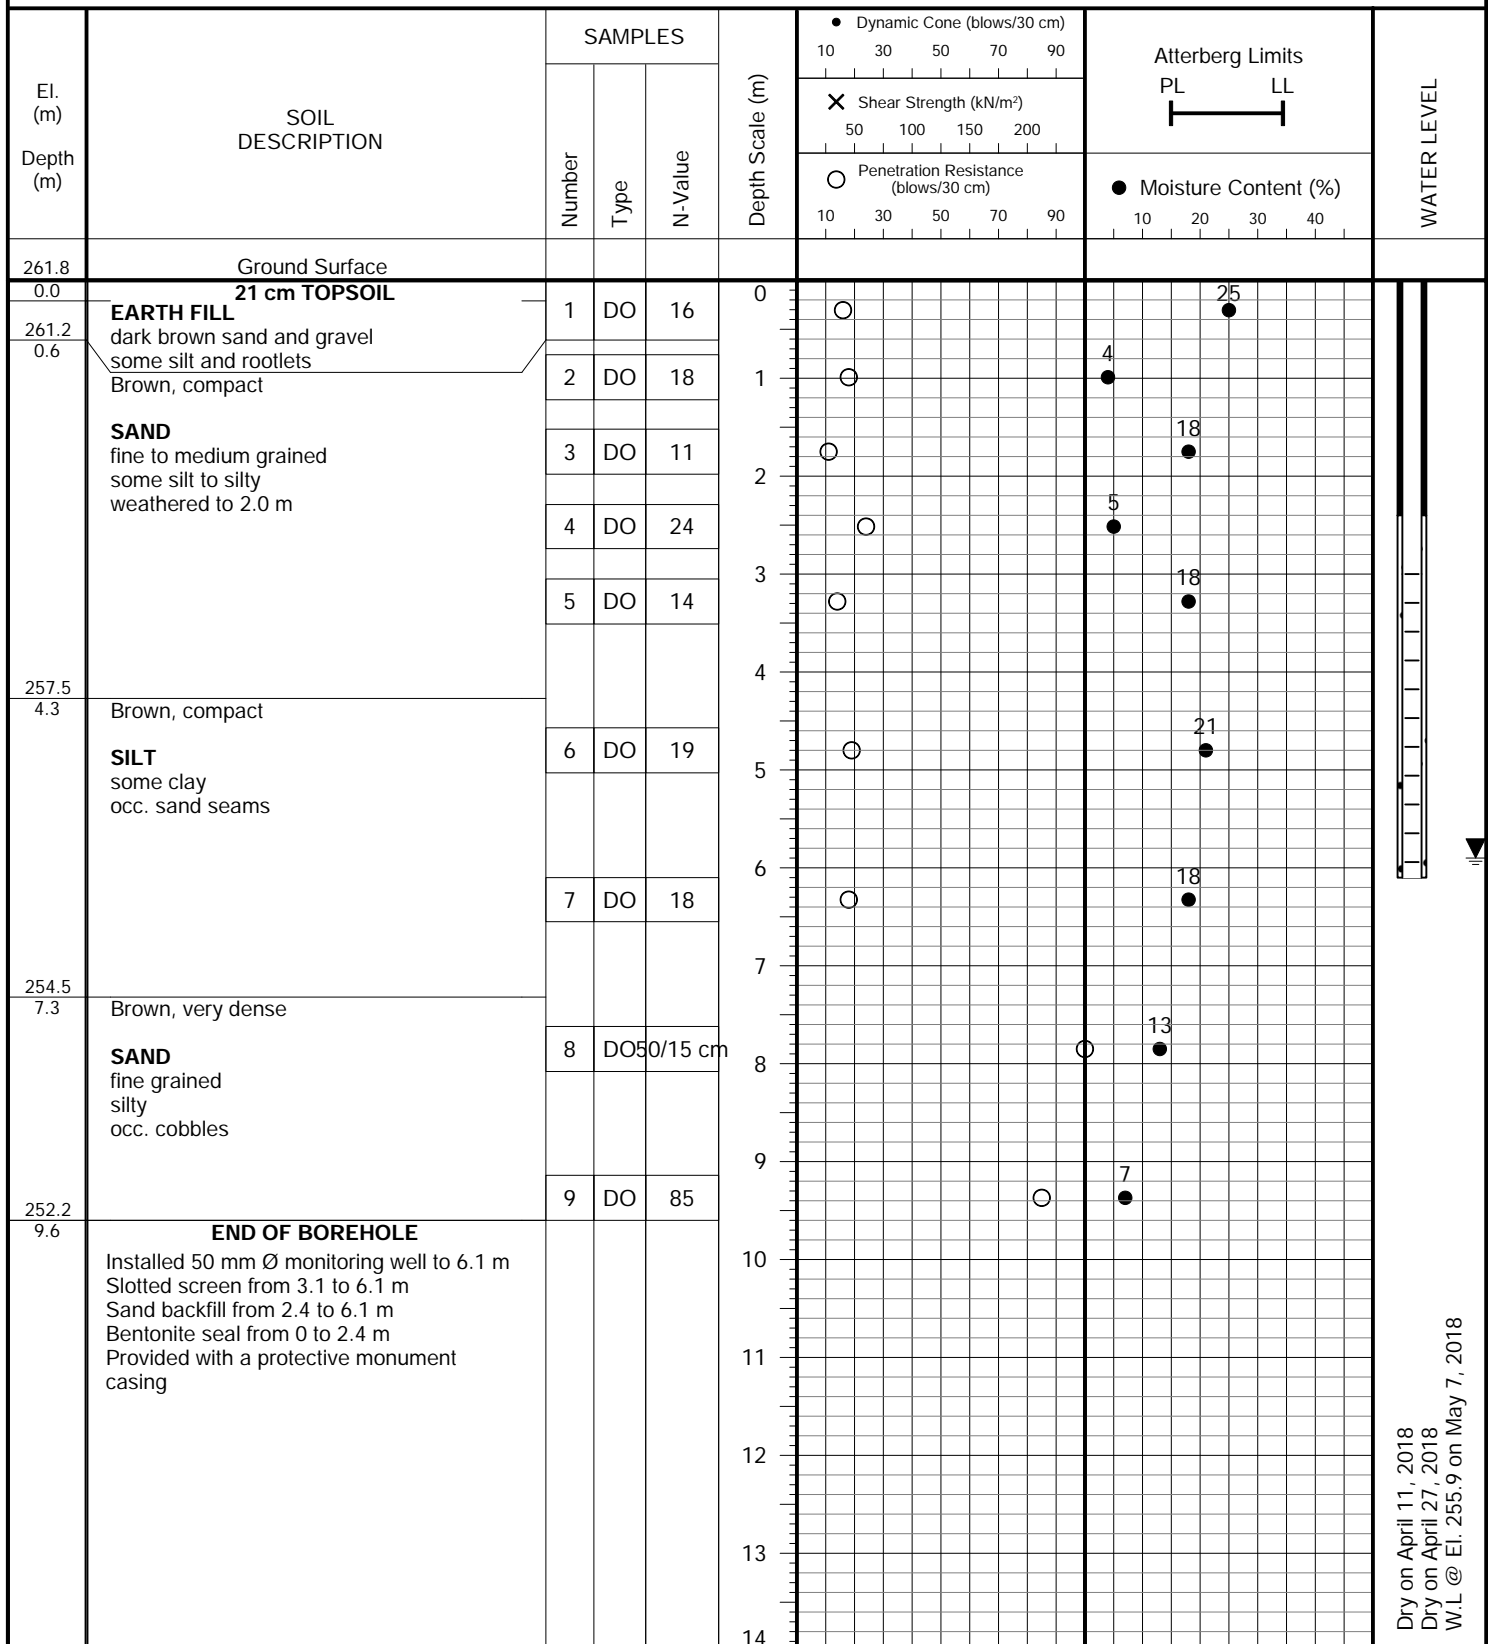 El.
(m)
Depth
(m)
SOIL
DESCRIPTION
SAMPLES
Number
Type
N-Value
Depth Scale (m)
Dynamic Cone (blows/30 cm)
10 30 50 70 90
Shear Strength (kN/m²)
50 100 150 200
Penetration Resistance
(blows/30 cm)
10 30 50 70 90
Atterberg Limits
PL LL
Moisture Content (%)
10 20 30 40
WATER LEVEL
261.8 Ground Surface
0.0 21 cm TOPSOIL 0
EARTH FILL 1 DO 16 25
261.2 dark brown sand and gravel
0.6 some silt and rootlets 4
Brown, compact 2 DO 18 1
SAND 18
fine to medium grained 3 DO 11
some silt to silty 2
weathered to 2.0 m 5
4 DO 24
3 18
5 DO 14
4
257.5
4.3 Brown, compact
21
SILT 6 DO 19
some clay 5
occ. sand seams
6 18
7 DO 18
7
254.5
7.3 Brown, very dense
13
SAND 8 DO 50/15 cm 8
fine grained
silty
occ. cobbles
9 7
9 DO 85
252.2
9.6 END OF BOREHOLE
Installed 50 mm Ø monitoring well to 6.1 m 10
Slotted screen from 3.1 to 6.1 m
Sand backfill from 2.4 to 6.1 m
Bentonite seal from 0 to 2.4 m
Provided with a protective monument 11
casing
12
13
14
Dry on April 11, 2018
Dry on April 27, 2018
W.L @ El. 255.9 on May 7, 2018